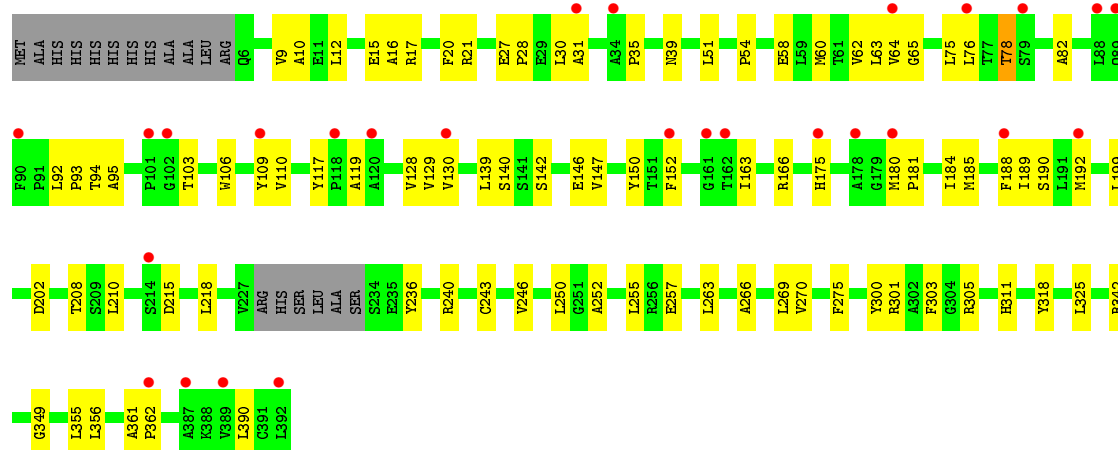 MET ALA HIS HIS HIS HIS HIS HIS ALA ALA LEU ARG Q6 V9 A10 E11 L12 E15 A16 R17 F20 R21 E27 P28 E29 L30 A31 A34 P35 N39 L51 P54 E58 L59 M60 T61 V62 L63 V64 G65 L75 L76 T77 T78 S79 A82 L88
F90 P91 L92 P93 T94 A95 P101 G102 T103 W106 Y109 V110 Y117 P118 A119 A120 V128 V129 V130 L139 S140 S141 S142 E146 V147 Y150 T151 F152 G161 T162 I163 R166 H175 A178 G179 M180 P181 I184 M185 F188 I189 S190 L191 M192
D202 T208 S209 L210 S214 D215 L218 V227 ARG HIS SER LEU ALA SER S234 E235 Y236 R240 C243 V246 L250 G251 A252 L255 R256 E257 L263 A266 L269 V270 F275 Y300 R301 A302 F303 G304 R305 H311 Y318 L325
G349 L355 L356 A361 P362 A387 K388 V389 L390 C391 L392